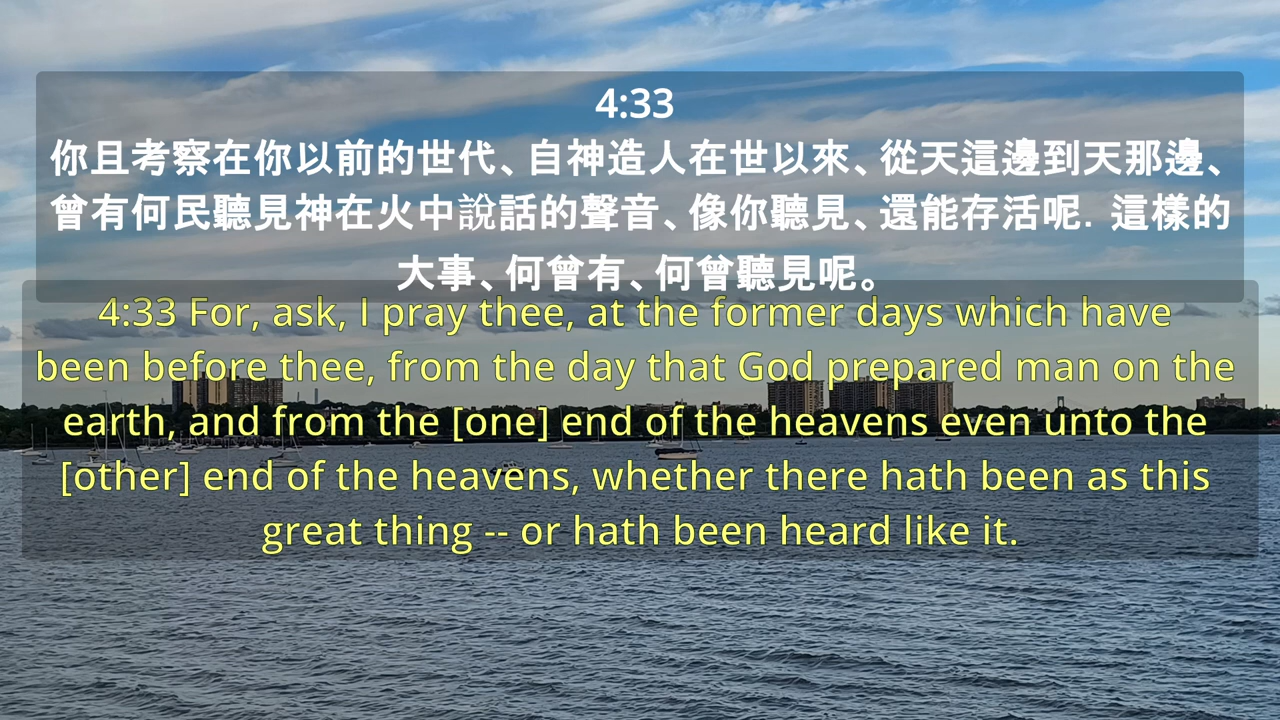 4:33
你且考察在你以前的世代、自神造人在世以來、從天這邊到天那邊、
曾有何民聽見神在火中說話的聲音、像你聽見、還能存活呢．這樣的
大事、何曾有、何曾聽見呢。
4:33 For, ask, I pray thee, at the former days which have
been before thee, from the day that God prepared man on the
earth, and from the [one] end of the heavens even unto the
[other] end of the heavens, whether there hath been as this
great thing -- or hath been heard like it.